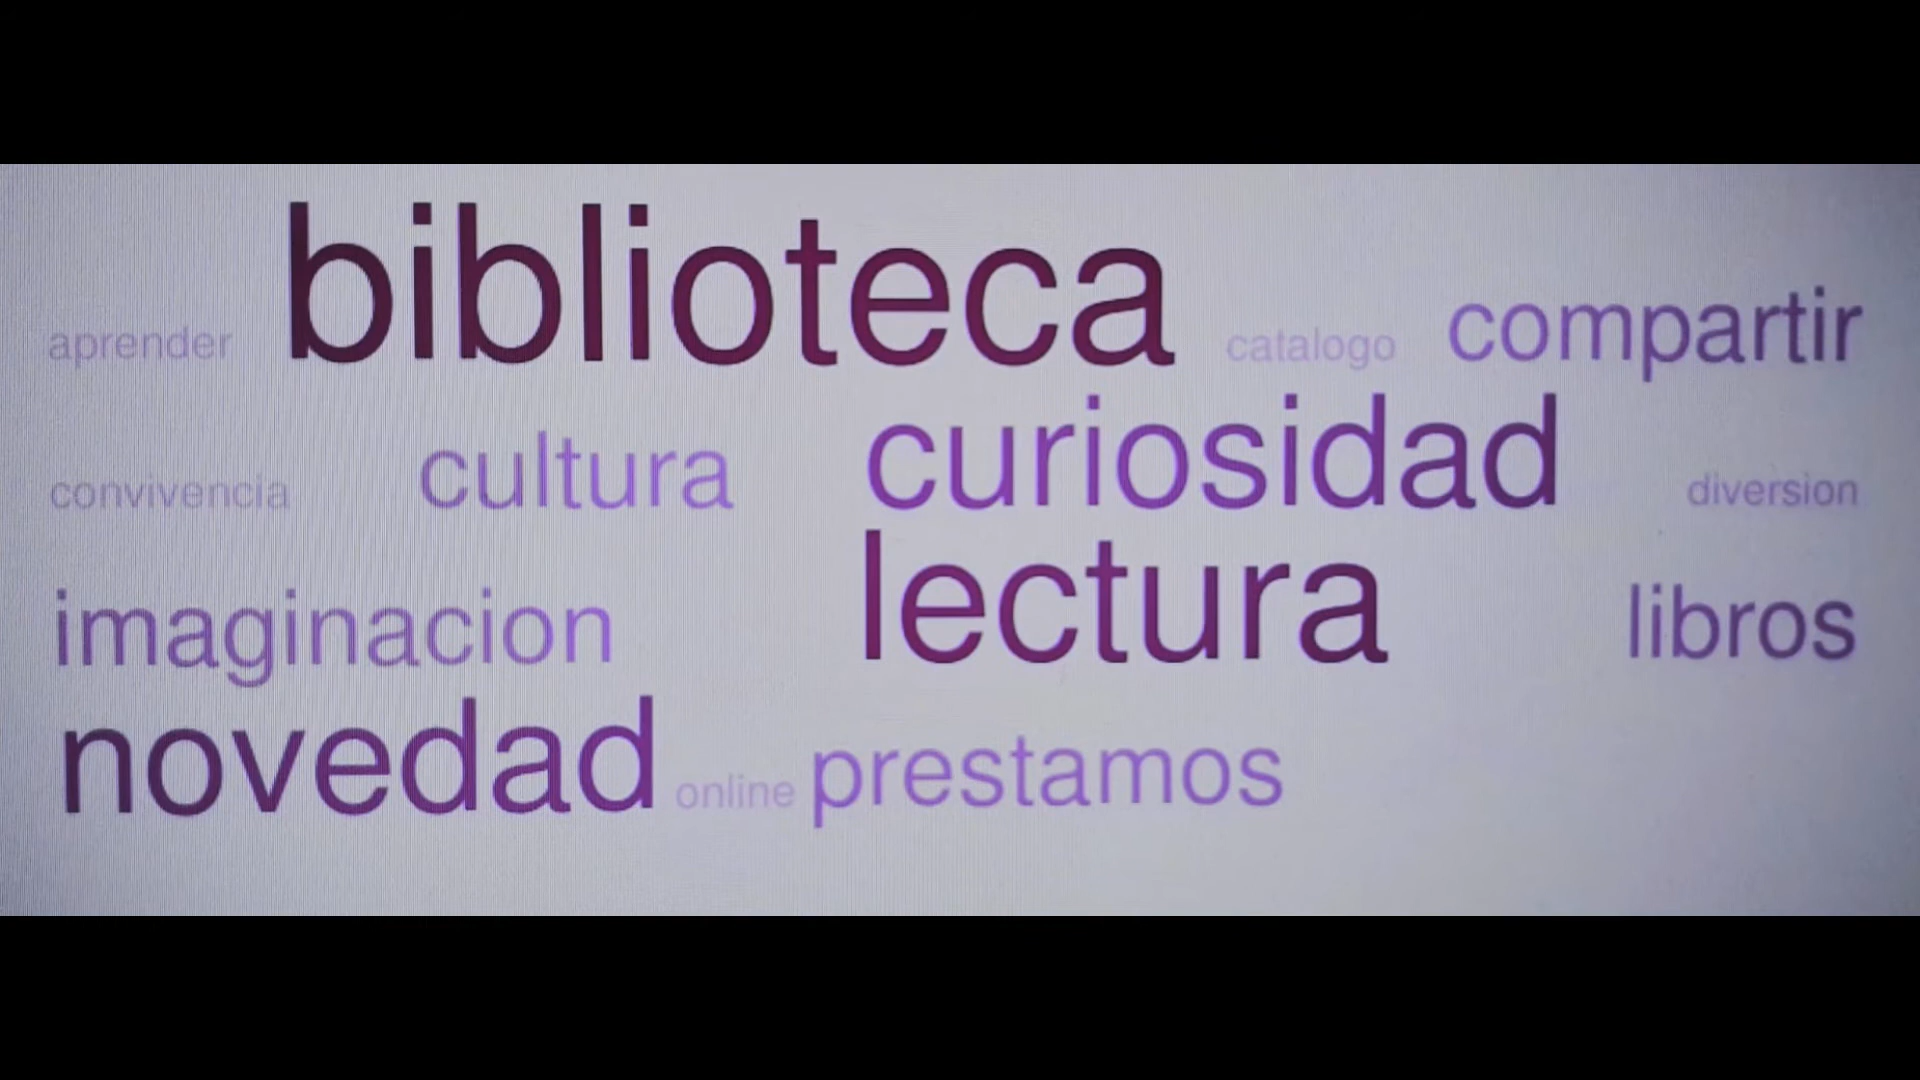 aprender biblioteca catalogo compartir
convivencia cultura curiosidad diversion
imaginacion lectura libros
novedad online prestamos